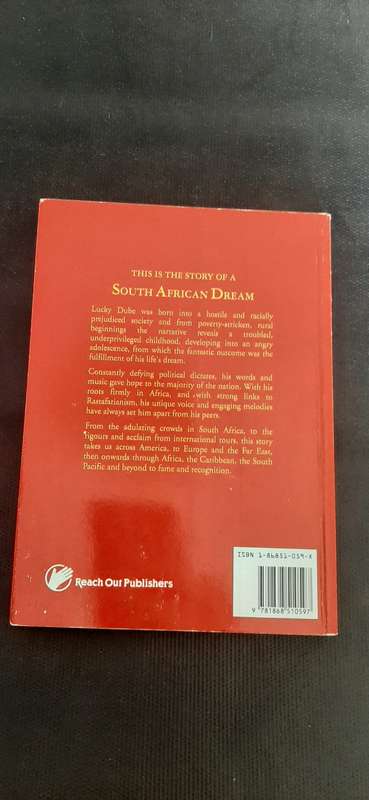 THIS IS THE STORY OF A
SOUTH AFRICAN DREAM
Lucky Dube was born into a hostile and racially
prejudiced society and from poverty-stricken, rural
beginnings the narrative reveals a troubled,
underprivileged childhood, developing into an angry
adolescence, from which the fantastic outcome was the
fulfillment of his life's dream.
Constantly defying political dictates, his words and
music gave hope to the majority of the nation. With his
roots firmly in Africa, and with strong links to
Rastafarianism, his unique voice and engaging melodies
have always set him apart from his peers.
From the adulating crowds in South Africa, to the
rigours and acclaim from international tours, this story
takes us across America, to Europe and the Far East,
then onwards through Africa, the Caribbean, the South
Pacific and beyond to fame and recognition.
ISBN 1-86851-059-X
9 781868 510597
Reach Out Publishers